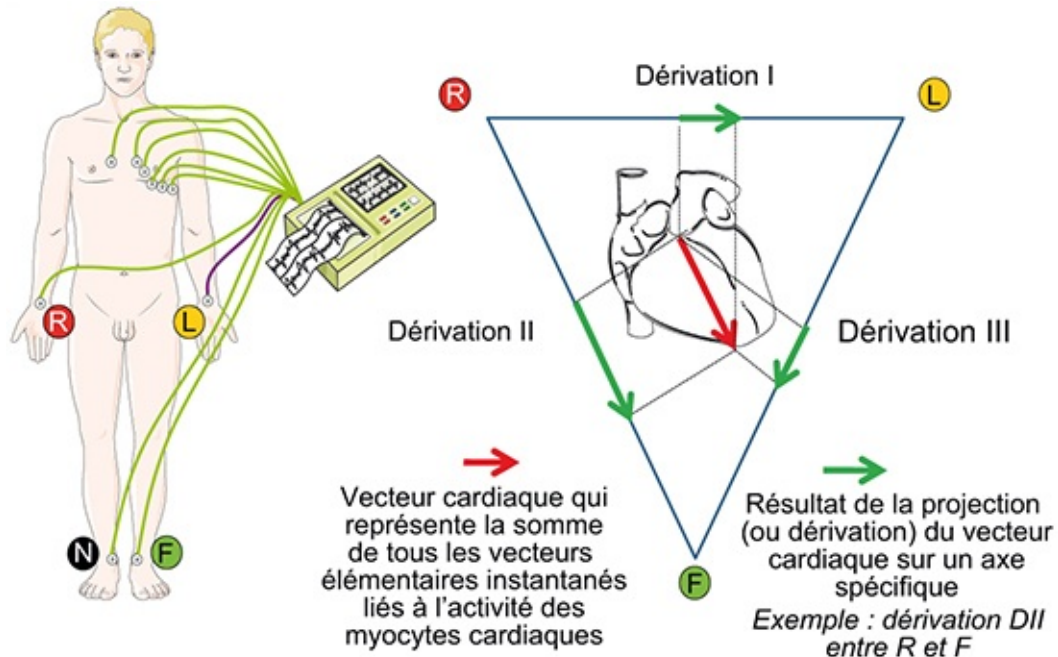 Dérivation I
R
L
R
L
Dérivation II
Dérivation III
N
F
F
Vecteur cardiaque qui
représente la somme
de tous les vecteurs
élémentaires instantanés
liés à l’activité des
myocytes cardiaques
Résultat de la projection
(ou dérivation) du vecteur
cardiaque sur un axe
spécifique
Exemple : dérivation DII
entre R et F